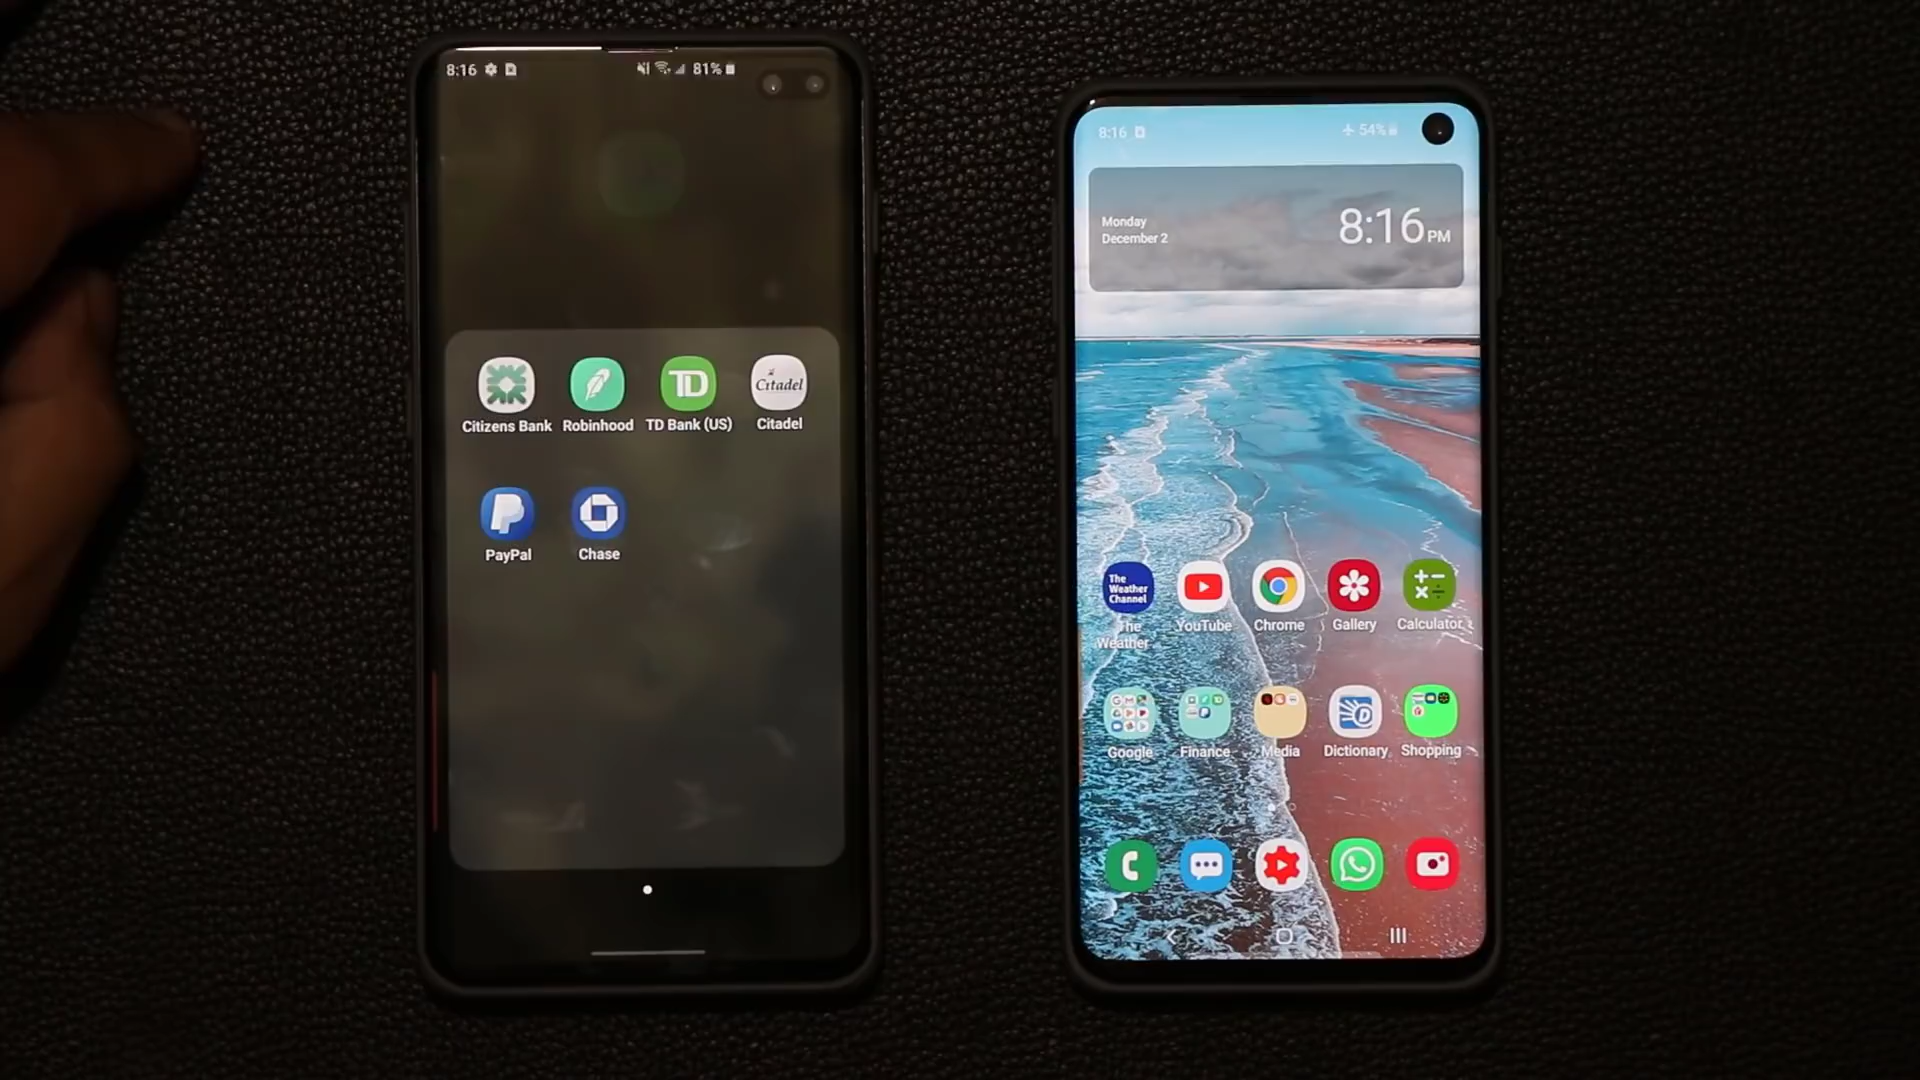 8:16
81%
Citizens Bank
Robinhood
TD
TD Bank (US)
Citadel
Citadel
PayPal
Chase
8:16
54%
Monday
December 2
8:16 PM
The
Weather
Channel
The
Weather
YouTube
Chrome
Gallery
Calculator
Google
Finance
Media
Dictionary
Shopping